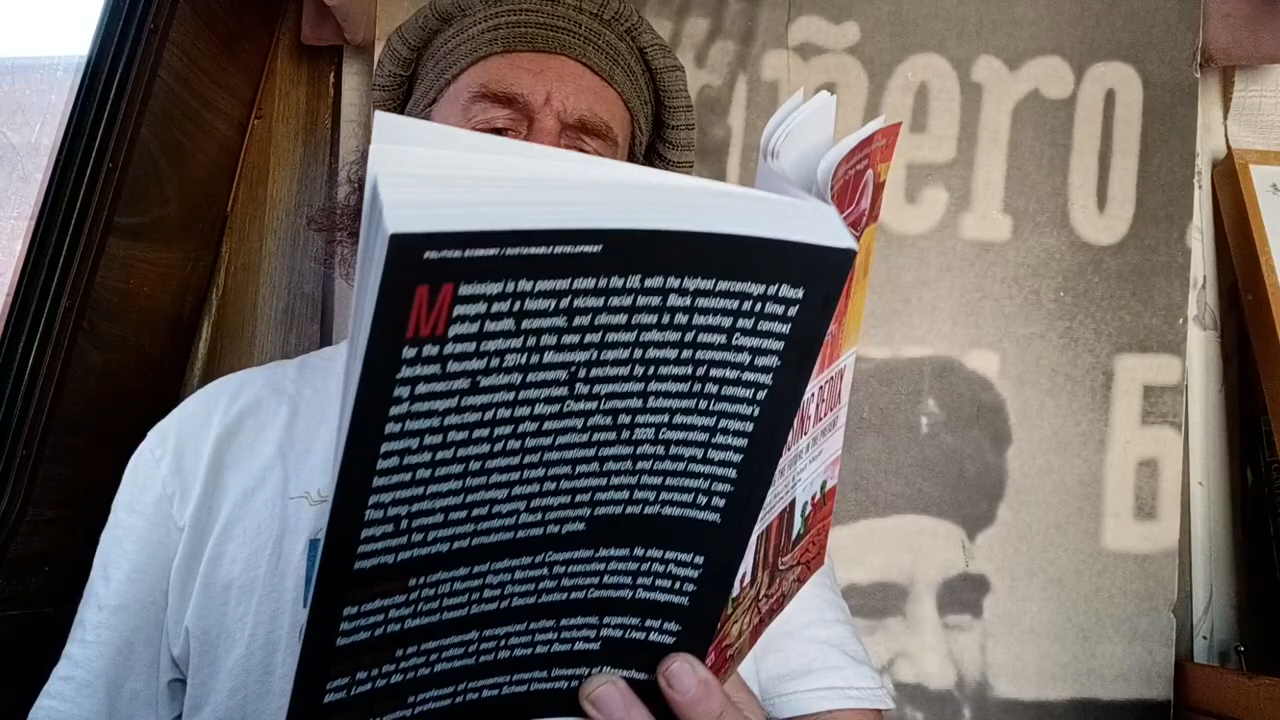 ñero
6
POLITICAL ECONOMY / SUSTAINABLE DEVELOPMENT
Mississippi is the poorest state in the US, with the highest percentage of Black
people and a history of vicious racial terror. Black resistance at a time of
global health, economic, and climate crises is the backdrop and context
for the drama captured in this new and revised collection of essays. Cooperation
Jackson, founded in 2014 in Mississippi's capital to develop an economically uplift-
ing democratic "solidarity economy," is anchored by a network of worker-owned,
self-managed cooperative enterprises. The organization developed in the context of
the historic election of the late Mayor Chokwe Lumumba. Subsequent to Lumumba's
passing less than one year after assuming office, the network developed projects
both inside and outside of the formal political arena. In 2020, Cooperation Jackson
became the center for national and international coalition efforts, bringing together
progressive peoples from diverse trade union, youth, church, and cultural movements.
This long-anticipated anthology details the foundations behind those successful cam-
paigns. It unveils new and ongoing strategies and methods being pursued by the
movement for grassroots-centered Black community control and self-determination,
inspiring partnership and emulation across the globe.
is a cofounder and codirector of Cooperation Jackson. He also served as
the codirector of the US Human Rights Network, the executive director of the Peoples'
Hurricane Relief Fund based in New Orleans after Hurricane Katrina, and was a co-
founder of the Oakland-based School of Social Justice and Community Development.
is an internationally recognized author, academic, organizer, and edu-
cator. He is the author or editor of over a dozen books including White Lives Matter
Most, Look for Me in the Whirlwind, and We Have Not Been Moved.
is professor of economics emeritus, University of Massachuse
visiting professor at the New School University in
SING REDUX
THE FUTURE IN THE PRESENT